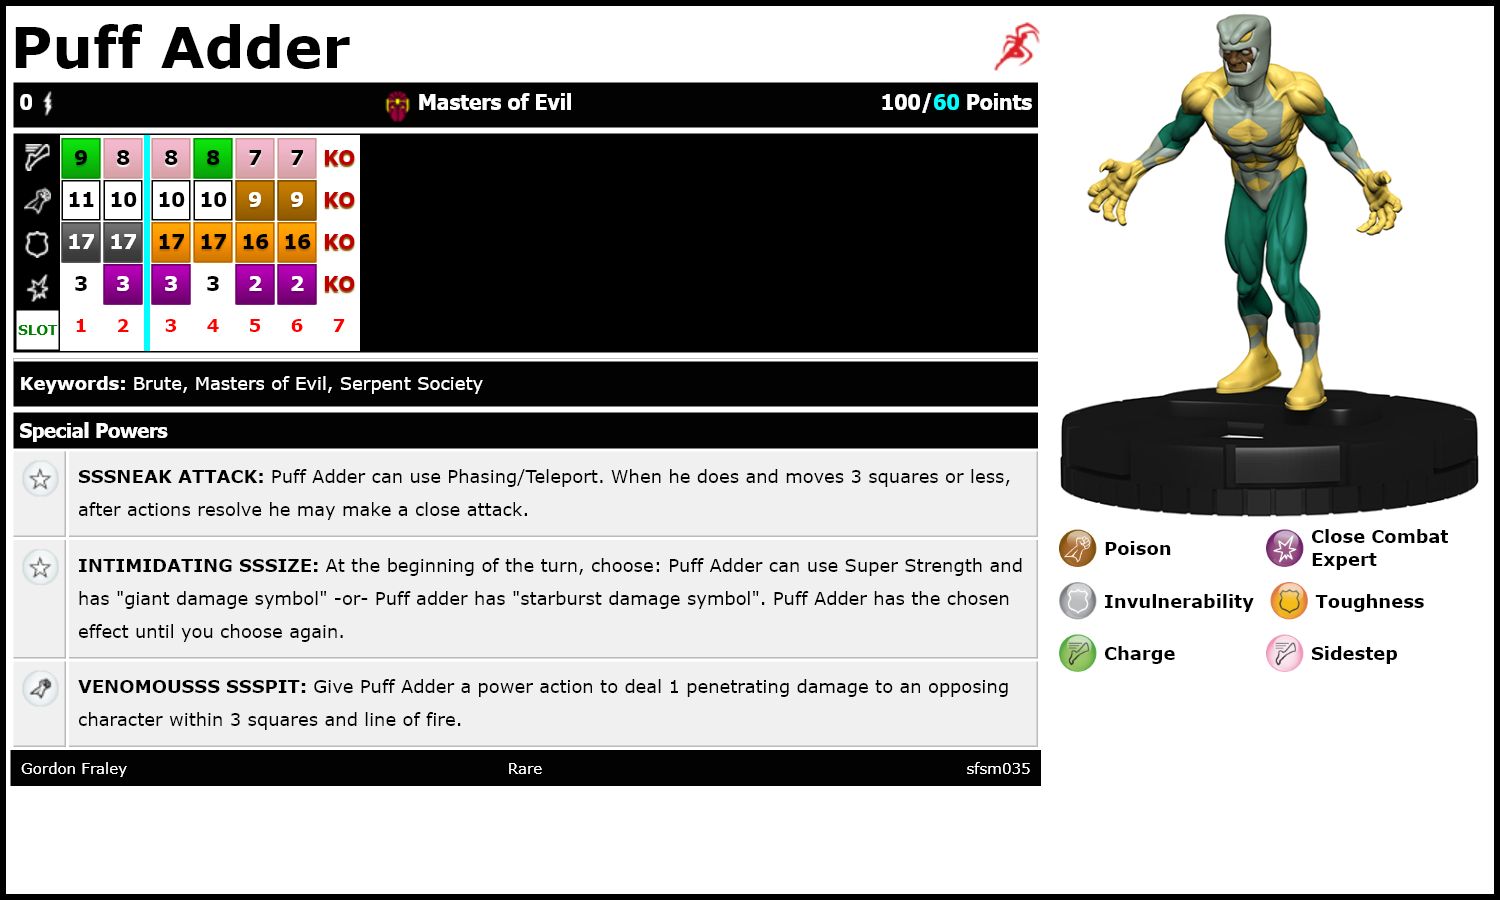 Puff Adder
0 Masters of Evil 100/60 Points
9 8 8 8 7 7 KO
11 10 10 10 9 9 KO
17 17 17 17 16 16 KO
3 3 3 3 2 2 KO
SLOT 1 2 3 4 5 6 7
Keywords: Brute, Masters of Evil, Serpent Society
Special Powers
SSSNEAK ATTACK: Puff Adder can use Phasing/Teleport. When he does and moves 3 squares or less,
after actions resolve he may make a close attack.
INTIMIDATING SSSIZE: At the beginning of the turn, choose: Puff Adder can use Super Strength and
has "giant damage symbol" -or- Puff adder has "starburst damage symbol". Puff Adder has the chosen
effect until you choose again.
VENOMOUSSS SSSPIT: Give Puff Adder a power action to deal 1 penetrating damage to an opposing
character within 3 squares and line of fire.
Gordon Fraley Rare sfsm035
Poison
Close Combat
Expert
Invulnerability
Toughness
Charge
Sidestep